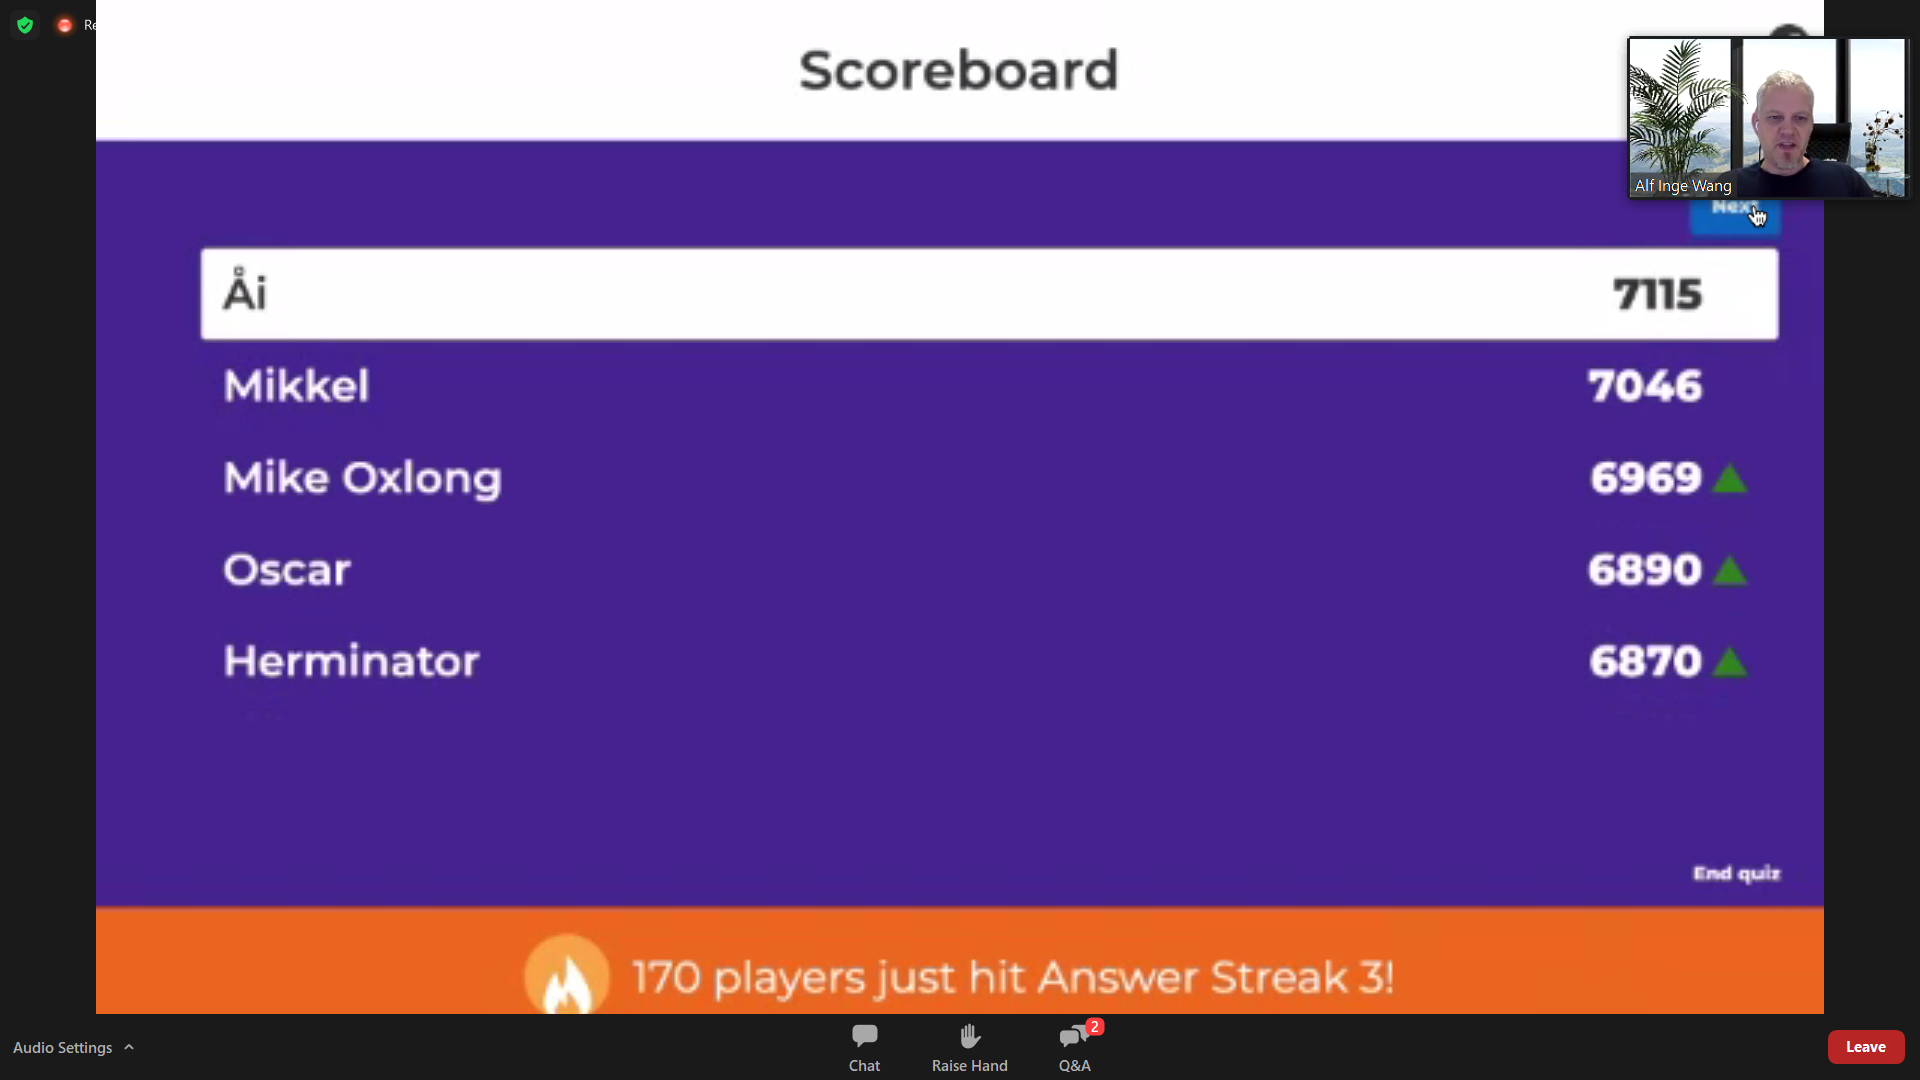 Re
Scoreboard
Alf Inge Wang
Next
Åi 7115
Mikkel 7046
Mike Oxlong 6969
Oscar 6890
Herminator 6870
End quiz
170 players just hit Answer Streak 3!
Audio Settings
Chat
Raise Hand
2
Q&A
Leave